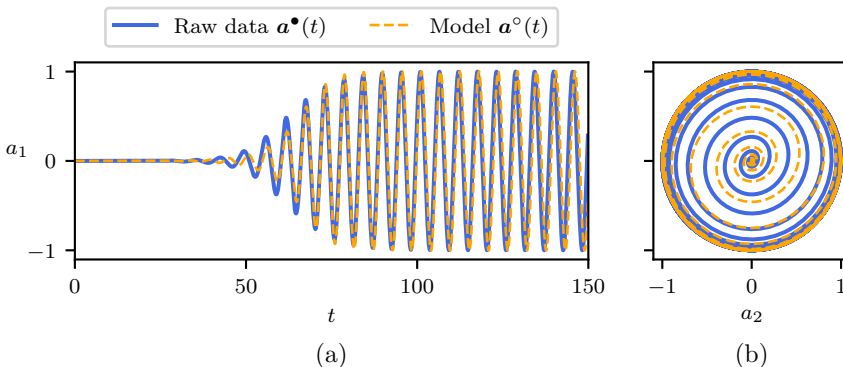 Raw data a•(t) Model a°(t)
1
0
−1
a₁
0 50 100 150
t
(a)
−1 0 1
a₂
(b)